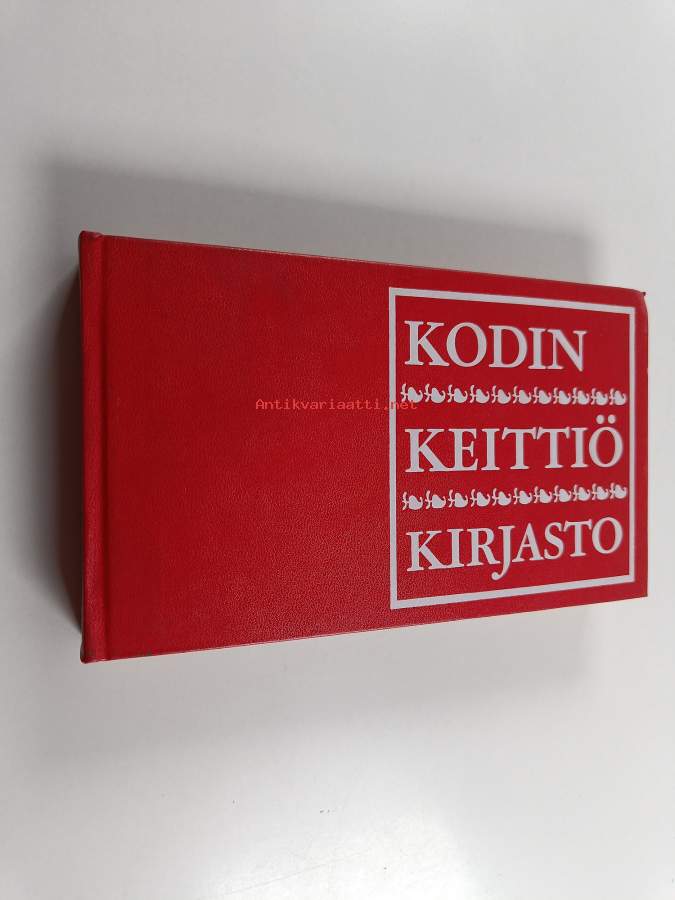 KODIN
Antikvariaatti.net
KEITTIÖ
KIRJASTO